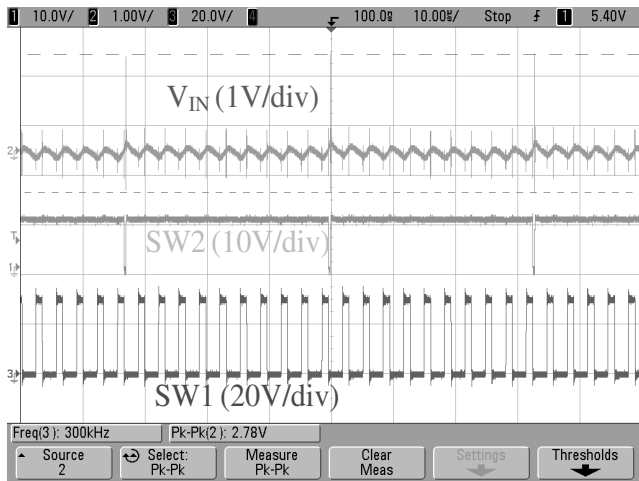 1 10.0V/ 2 1.00V/ 3 20.0V/ 4 100.0s 10.00s/ Stop 1 5.40V
VIN (1V/div)
2
SW2 (10V/div)
T
1
3
SW1 (20V/div)
Freq(3): 300kHz Pk-Pk(2): 2.78V
Source 2
Select: Pk-Pk
Measure Pk-Pk
Clear Meas
Settings
Thresholds